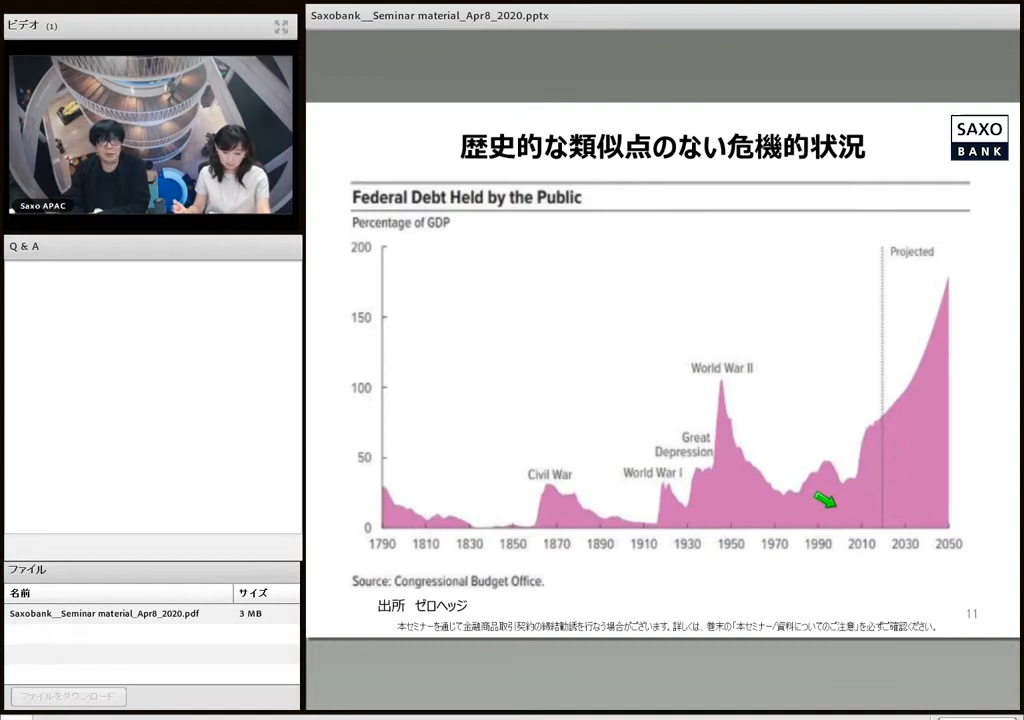 ビデオ (1)
Saxo APAC
Q & A
ファイル
名前 サイズ
Saxobank__Seminar material_Apr8_2020.pdf 3 MB
ファイルをダウンロード
Saxobank__Seminar material_Apr8_2020.pptx
歴史的な類似点のない危機的状況
SAXO
BANK
Federal Debt Held by the Public
Percentage of GDP
200
Projected
150
World War II
100
Great
Depression
50
Civil War
World War I
0
1790 1810 1830 1850 1870 1890 1910 1930 1950 1970 1990 2010 2030 2050
Source: Congressional Budget Office.
出所 ゼロヘッジ
11
本セミナーを通じて金融商品取引契約の締結勧誘を行なう場合がございます。詳しくは、巻末の「本セミナー/資料についてのご注意」を必ずご確認ください。